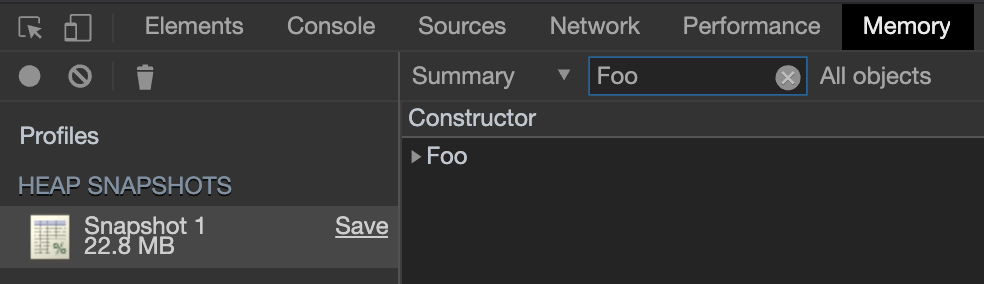 Elements Console Sources Network Performance Memory
Summary Foo All objects
Profiles
HEAP SNAPSHOTS
Snapshot 1 Save
22.8 MB
Constructor
Foo